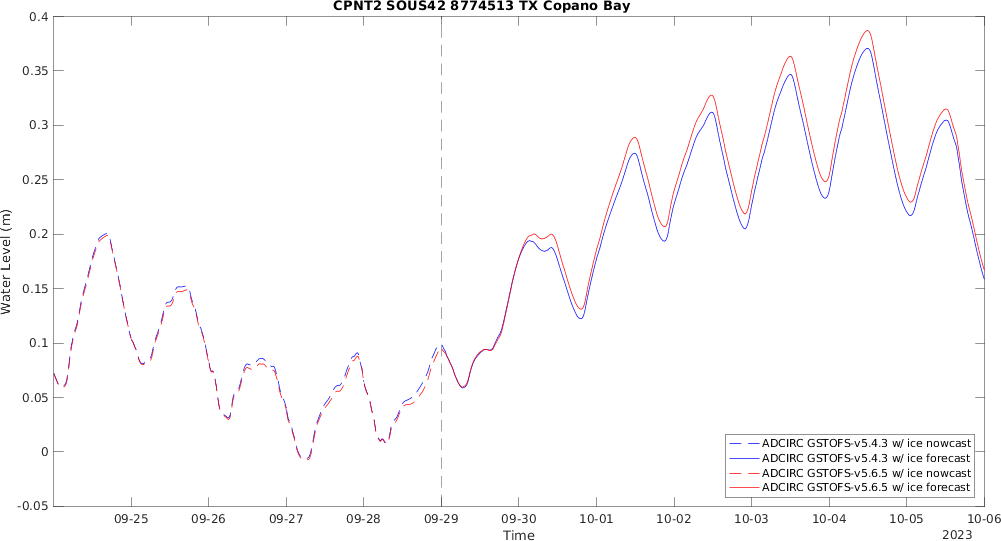 CPNT2 SOUS42 8774513 TX Copano Bay
0.4
0.35
0.3
0.25
0.2
0.15
0.1
0.05
0
-0.05
Water Level (m)
09-25 09-26 09-27 09-28 09-29 09-30 10-01 10-02 10-03 10-04 10-05 10-06
Time
2023
ADCIRC GSTOFS-v5.4.3 w/ ice nowcast
ADCIRC GSTOFS-v5.4.3 w/ ice forecast
ADCIRC GSTOFS-v5.6.5 w/ ice nowcast
ADCIRC GSTOFS-v5.6.5 w/ ice forecast